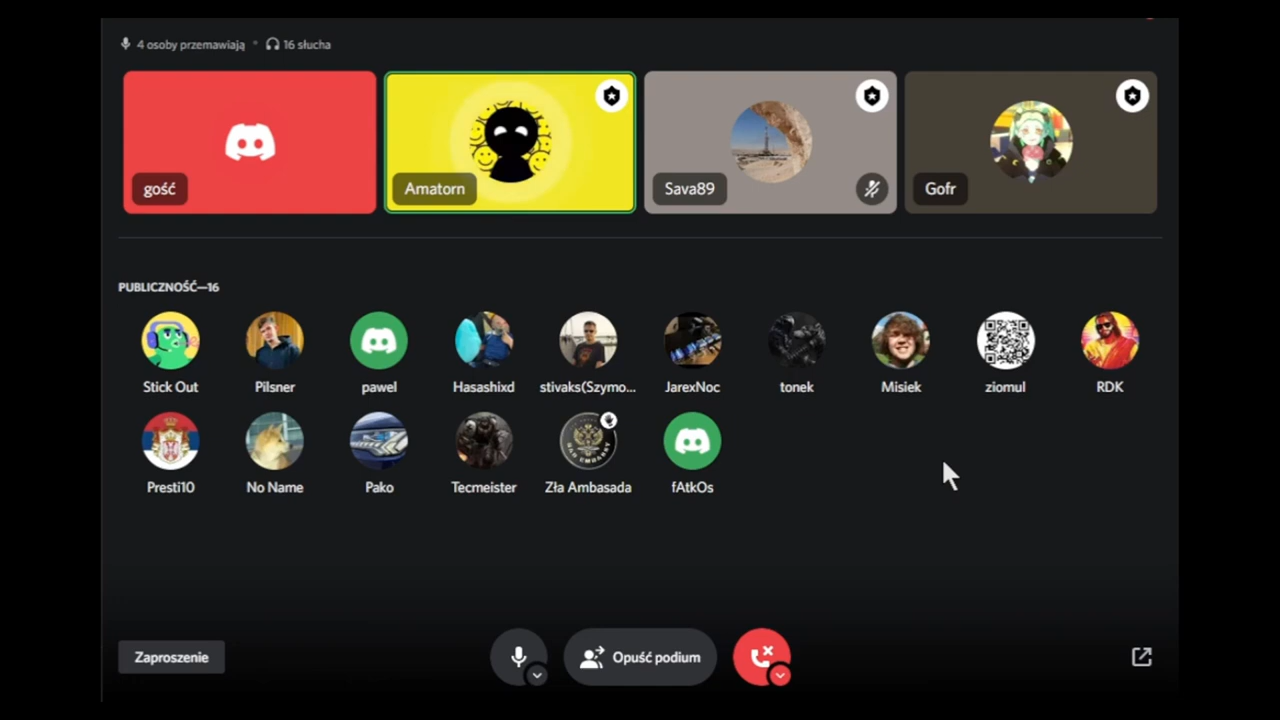 4 osoby przemawiają • 16 słucha
gość
Amatorn
Sava89
Gofr
PUBLICZNOŚĆ—16
Stick Out
Pilsner
pawel
Hasashixd
stivaks(Szymo...
JarexNoc
tonek
Misiek
ziomul
RDK
Presti10
No Name
Pako
Tecmeister
Zła Ambasada
fAtkOs
Zaproszenie
Opuść podium